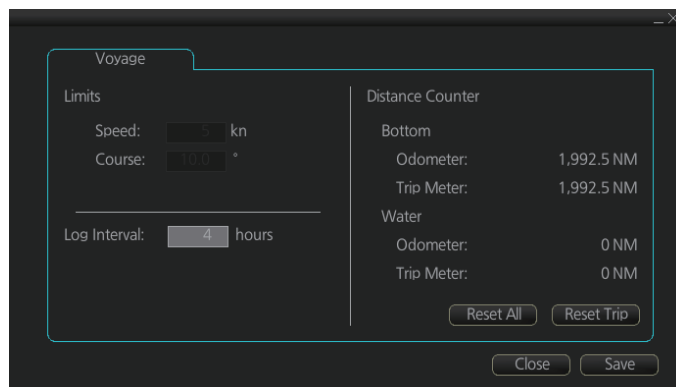 Voyage
Limits
Speed: 5 kn
Course: 10.0 °
Log Interval: 4 hours
Distance Counter
Bottom
Odometer: 1,992.5 NM
Trip Meter: 1,992.5 NM
Water
Odometer: 0 NM
Trip Meter: 0 NM
Reset All Reset Trip
Close Save